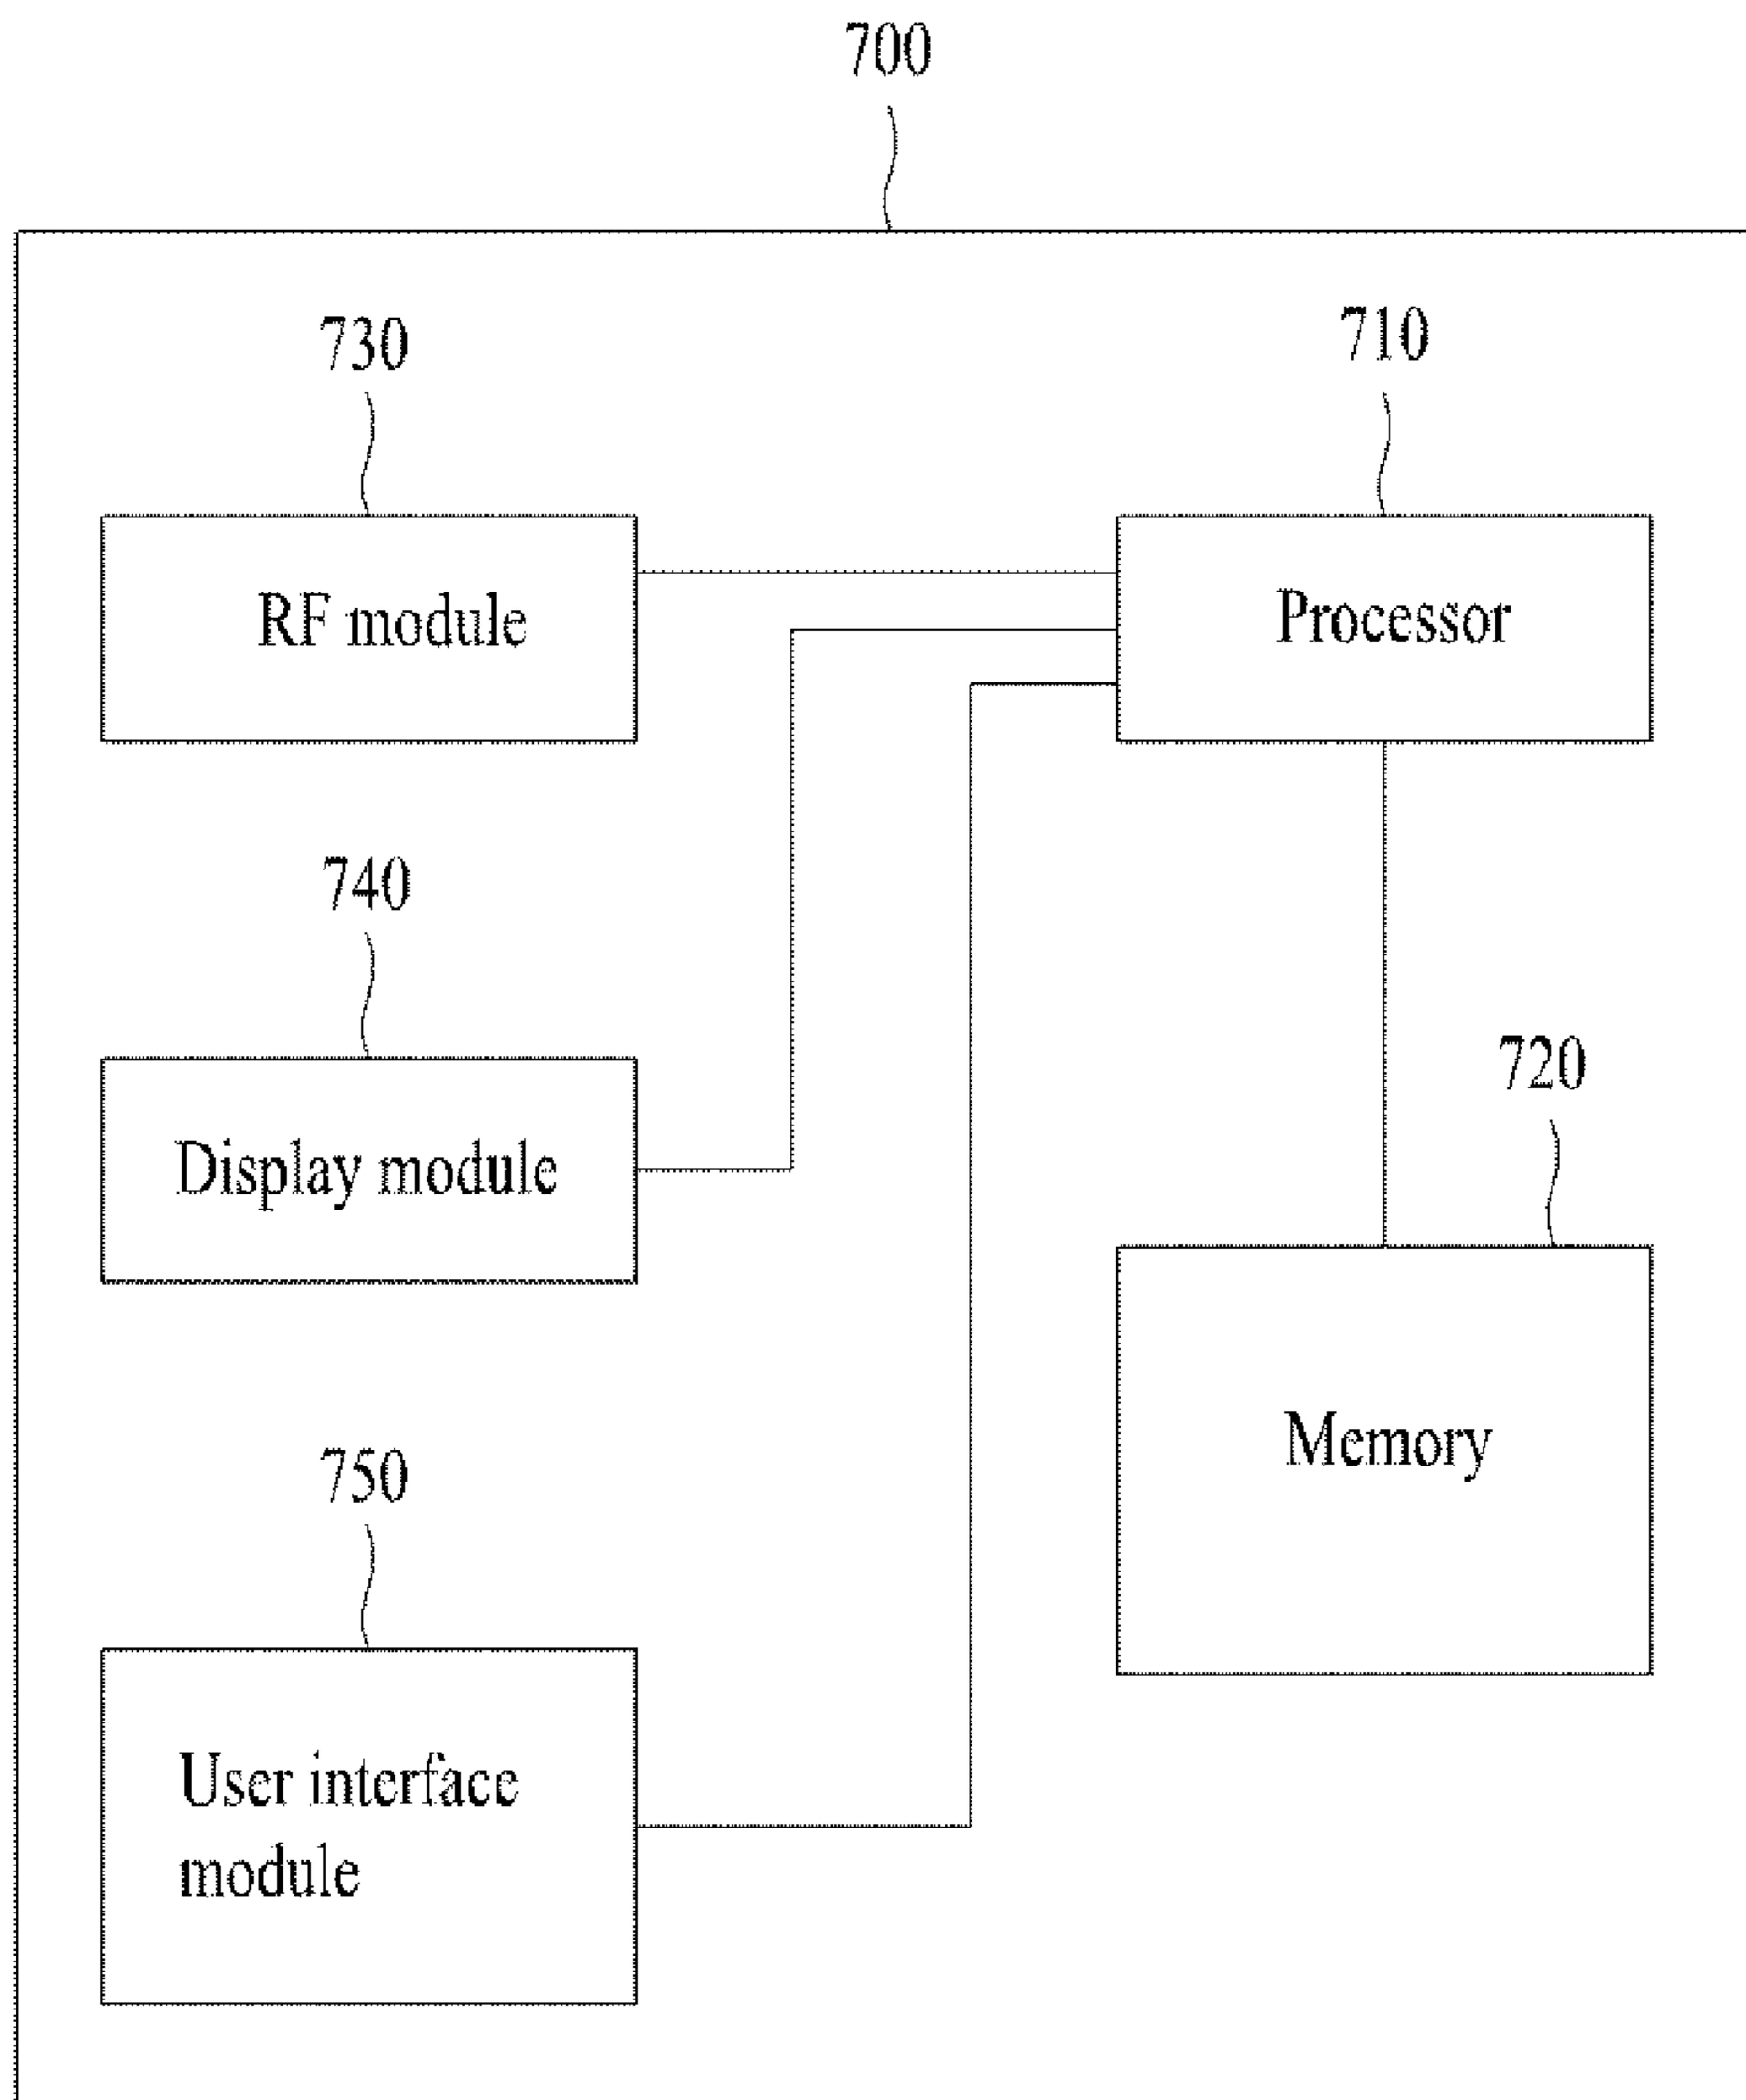 700
730
710
RF module
Processor
740
720
Display module
Memory
750
User interface
module